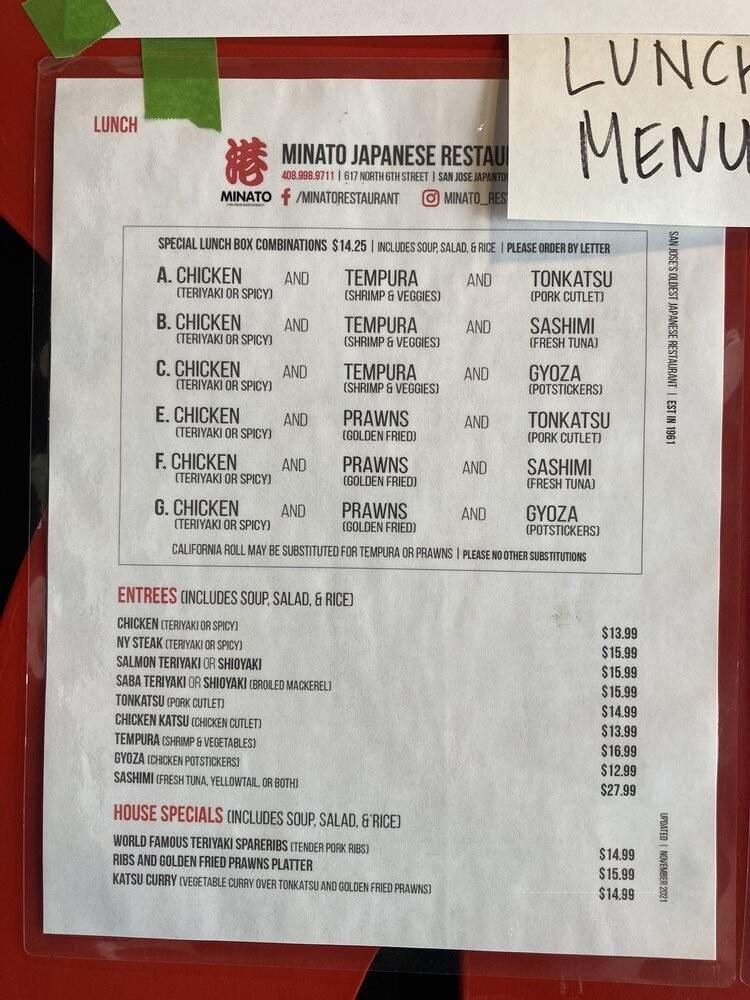 LUNCH
MENU
LUNCH
港
MINATO
MINATO JAPANESE RESTAU
408.998.9711 | 617 NORTH 6TH STREET | SAN JOSE JAPANTO
/MINATORESTAURANT MINATO_RES
SPECIAL LUNCH BOX COMBINATIONS $14.25 | INCLUDES SOUP, SALAD, & RICE | PLEASE ORDER BY LETTER
A. CHICKEN AND TEMPURA AND TONKATSU
(TERIYAKI OR SPICY) (SHRIMP & VEGGIES) (PORK CUTLET)
B. CHICKEN AND TEMPURA AND SASHIMI
(TERIYAKI OR SPICY) (SHRIMP & VEGGIES) (FRESH TUNA)
C. CHICKEN AND TEMPURA AND GYOZA
(TERIYAKI OR SPICY) (SHRIMP & VEGGIES) (POTSTICKERS)
E. CHICKEN AND PRAWNS AND TONKATSU
(TERIYAKI OR SPICY) (GOLDEN FRIED) (PORK CUTLET)
F. CHICKEN AND PRAWNS AND SASHIMI
(TERIYAKI OR SPICY) (GOLDEN FRIED) (FRESH TUNA)
G. CHICKEN AND PRAWNS AND GYOZA
(TERIYAKI OR SPICY) (GOLDEN FRIED) (POTSTICKERS)
CALIFORNIA ROLL MAY BE SUBSTITUTED FOR TEMPURA OR PRAWNS | PLEASE NO OTHER SUBSTITUTIONS
SAN JOSE'S OLDEST JAPANESE RESTAURANT | EST IN 1961
ENTREES (INCLUDES SOUP, SALAD, & RICE)
CHICKEN (TERIYAKI OR SPICY) $13.99
NY STEAK (TERIYAKI OR SPICY) $15.99
SALMON TERIYAKI OR SHIOYAKI $15.99
SABA TERIYAKI OR SHIOYAKI (BROILED MACKEREL) $15.99
TONKATSU (PORK CUTLET) $14.99
CHICKEN KATSU (CHICKEN CUTLET) $13.99
TEMPURA (SHRIMP & VEGETABLES) $16.99
GYOZA (CHICKEN POTSTICKERS) $12.99
SASHIMI (FRESH TUNA, YELLOWTAIL, OR BOTH) $27.99
HOUSE SPECIALS (INCLUDES SOUP, SALAD, & RICE)
WORLD FAMOUS TERIYAKI SPARERIBS (TENDER PORK RIBS) $14.99
RIBS AND GOLDEN FRIED PRAWNS PLATTER $15.99
KATSU CURRY (VEGETABLE CURRY OVER TONKATSU AND GOLDEN FRIED PRAWNS) $14.99
UPDATED | NOVEMBER 2021